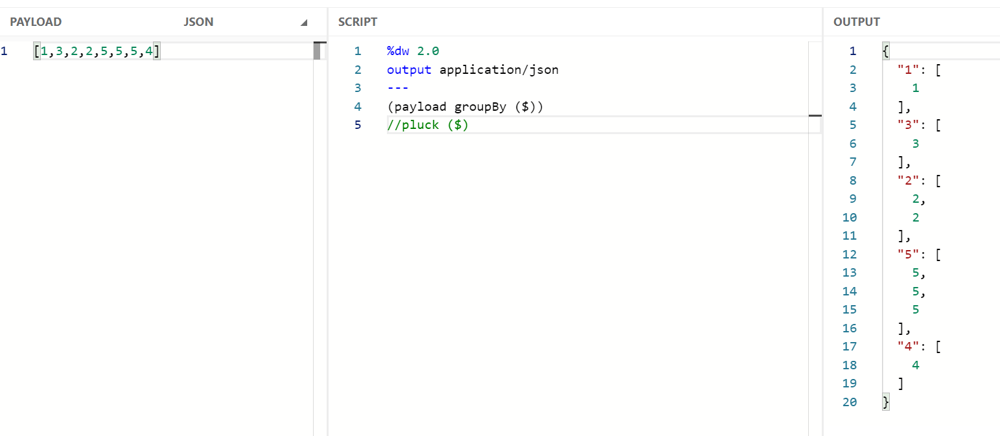 PAYLOAD JSON
1 [1,3,2,2,5,5,5,4]
SCRIPT
1 %dw 2.0
2 output application/json
3 ---
4 (payload groupBy ($))
5 //pluck ($)
OUTPUT
1 {
2 "1": [
3 1
4 ],
5 "3": [
6 3
7 ],
8 "2": [
9 2,
10 2
11 ],
12 "5": [
13 5,
14 5,
15 5
16 ],
17 "4": [
18 4
19 ]
20 }